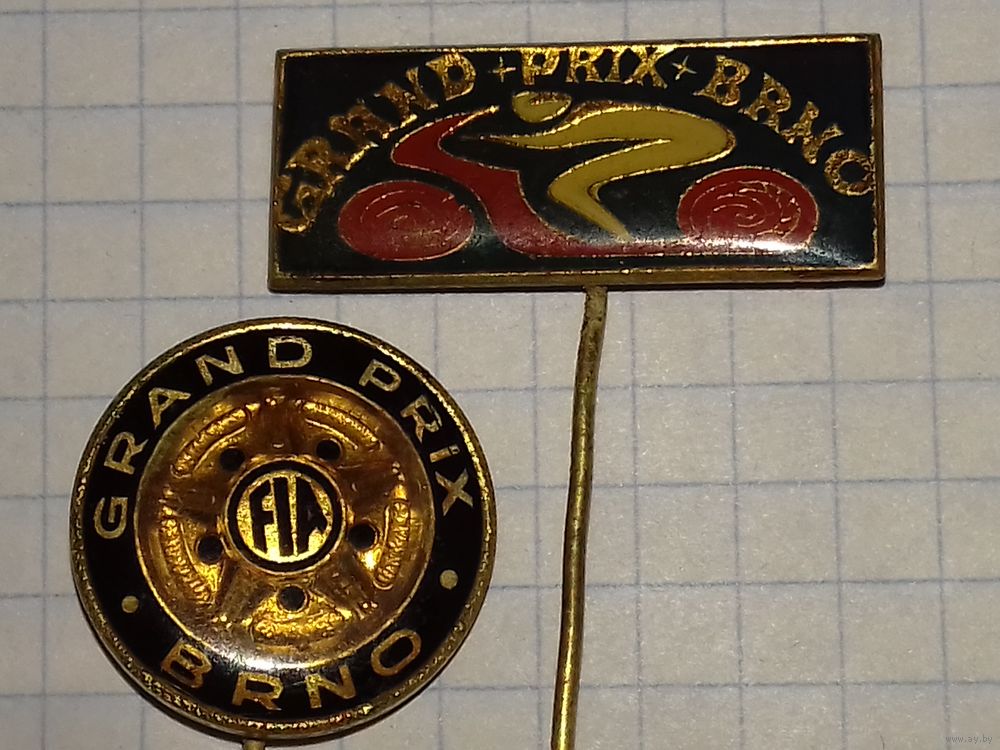 GRAND + PRIX + BRNO
GRAND PRiX
FIA
BRNO
www.ay.by